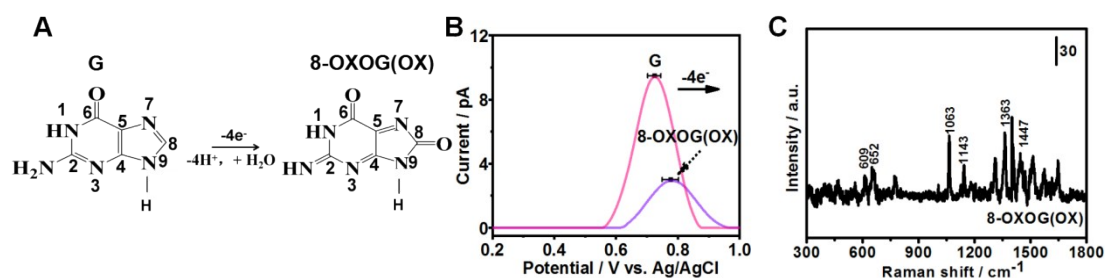 A
G
O
6
1
NH
5
7
N
8
H₂N
2
N
3
4
N
9
H
-4e⁻
-4H⁺, + H₂O
8-OXOG(OX)
O
6
1
NH
5
7
N
8
O
HN
2
N
3
4
N9
H
B
12
8
4
0
Current / pA
G
-4e⁻
8-OXOG(OX)
0.2 0.4 0.6 0.8 1.0
Potential / V vs. Ag/AgCl
C
30
Intensity / a.u.
609
652
1063
1143
1363
1447
8-OXOG(OX)
300 600 900 1200 1500 1800
Raman shift / cm⁻¹